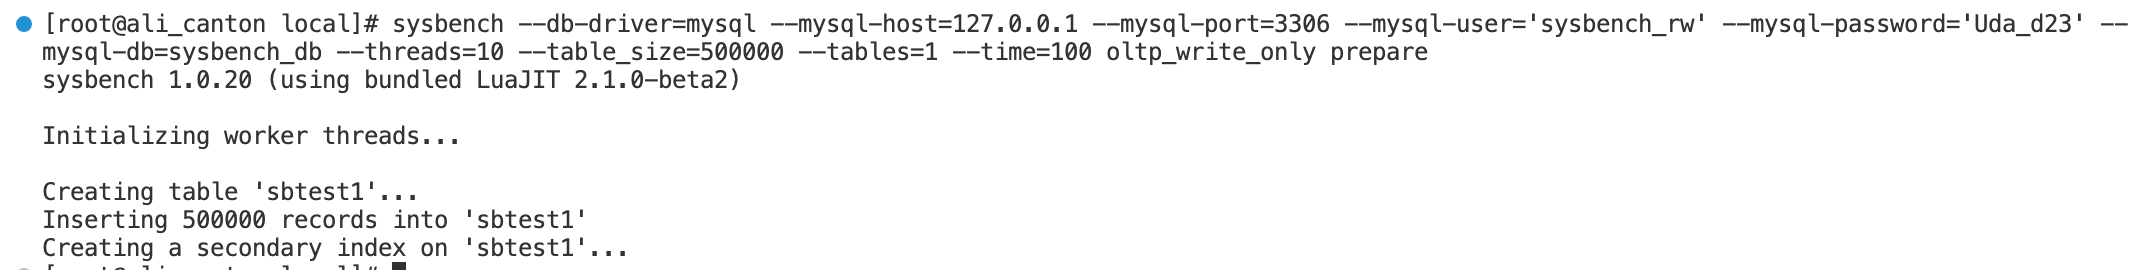 [root@ali_canton local]# sysbench --db-driver=mysql --mysql-host=127.0.0.1 --mysql-port=3306 --mysql-user='sysbench_rw' --mysql-password='Uda_d23' --
mysql-db=sysbench_db --threads=10 --table_size=500000 --tables=1 --time=100 oltp_write_only prepare
sysbench 1.0.20 (using bundled LuaJIT 2.1.0-beta2)
Initializing worker threads...
Creating table 'sbtest1'...
Inserting 500000 records into 'sbtest1'
Creating a secondary index on 'sbtest1'...